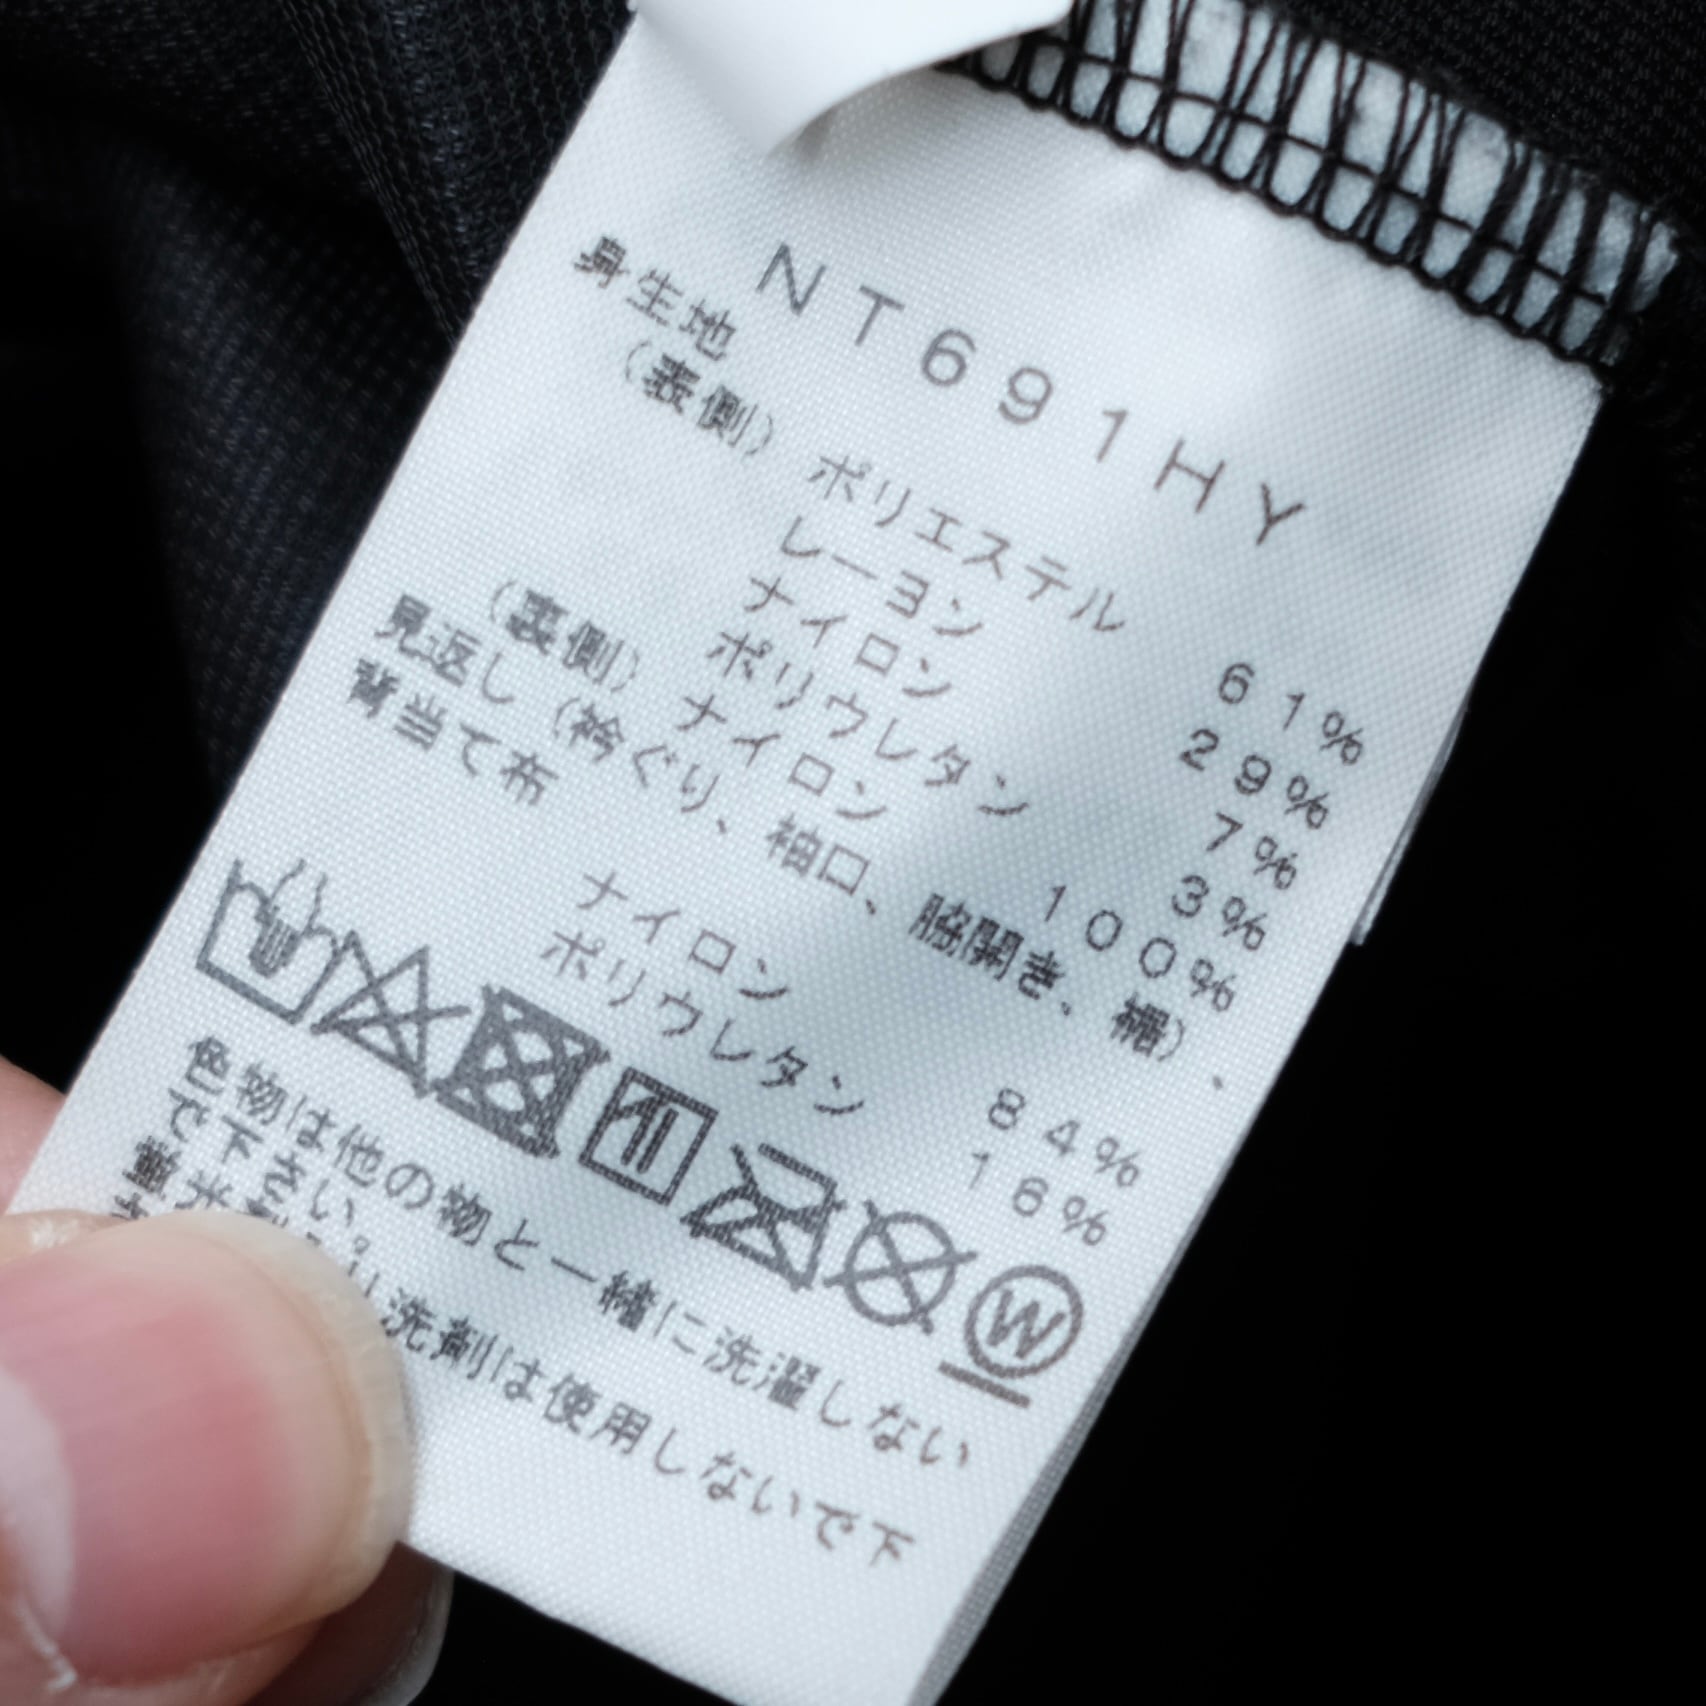 NT691HY
身生地
(表側) ポリエステル 61%
レーヨン 29%
ナイロン 7%
ポリウレタン 3%
(裏側) ナイロン 100%
見返し(衿ぐり、袖口、脇開き、裾)、
背当て布
ナイロン 84%
ポリウレタン 16%
W
色物は他の物と一緒に洗濯しない
で下さい。
洗剤は使用しないで下